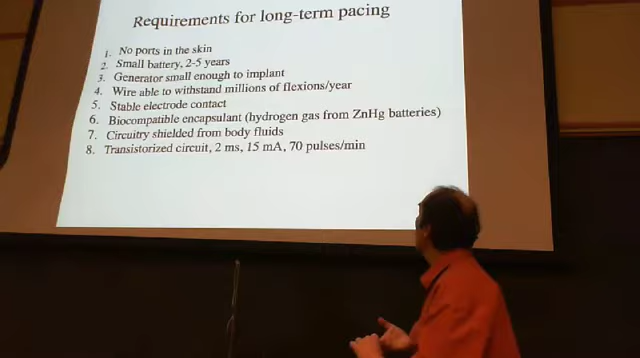 Requirements for long-term pacing
1. No ports in the skin
2. Small battery, 2-5 years
3. Generator small enough to implant
4. Wire able to withstand millions of flexions/year
5. Stable electrode contact
6. Biocompatible encapsulant (hydrogen gas from ZnHg batteries)
7. Circuitry shielded from body fluids
8. Transistorized circuit, 2 ms, 15 mA, 70 pulses/min